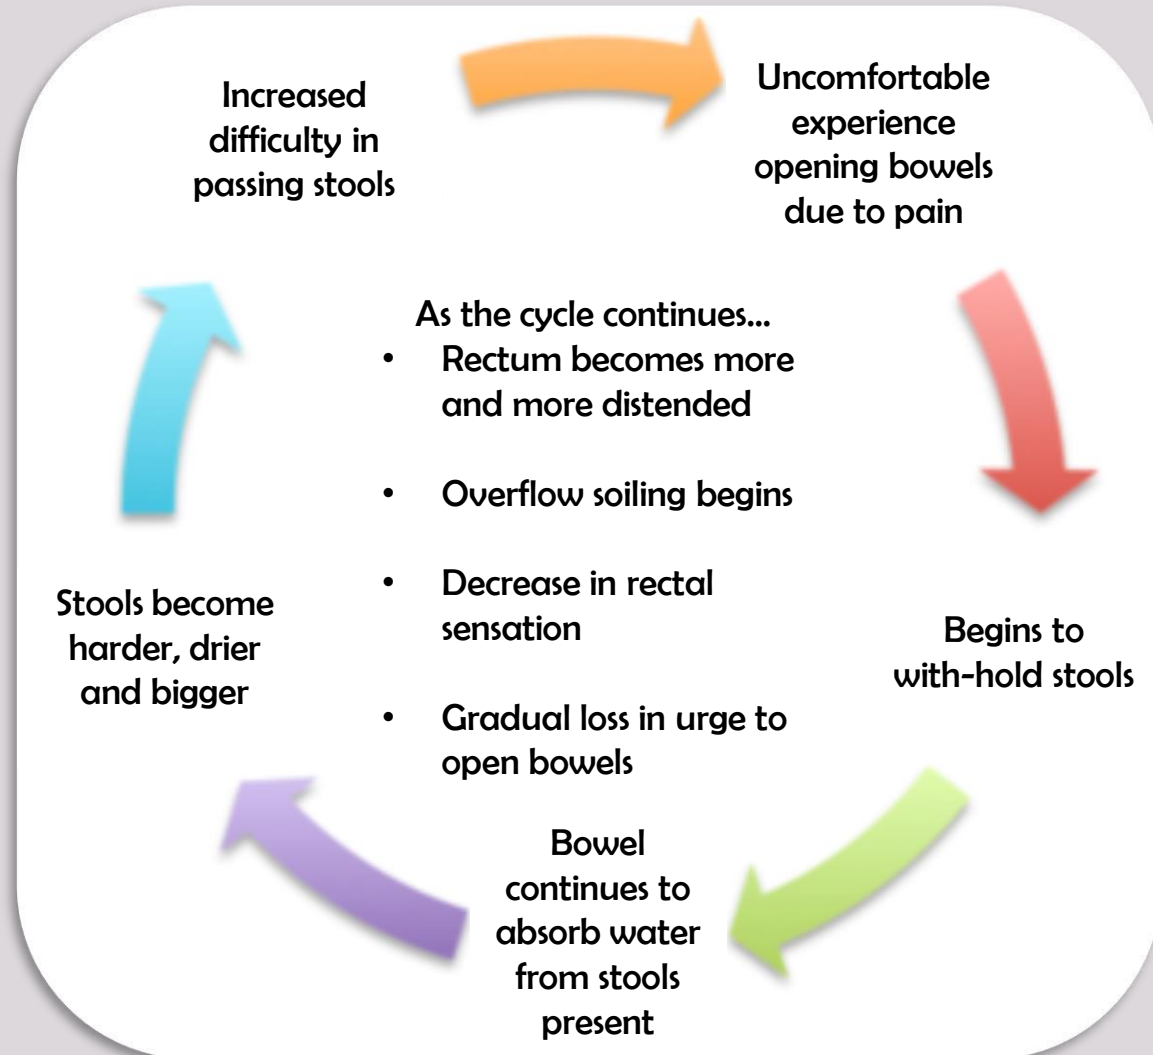 Increased
difficulty in
passing stools
Uncomfortable
experience
opening bowels
due to pain
As the cycle continues...
• Rectum becomes more
and more distended
• Overflow soiling begins
• Decrease in rectal
sensation
• Gradual loss in urge to
open bowels
Begins to
with-hold stools
Bowel
continues to
absorb water
from stools
present
Stools become
harder, drier
and bigger